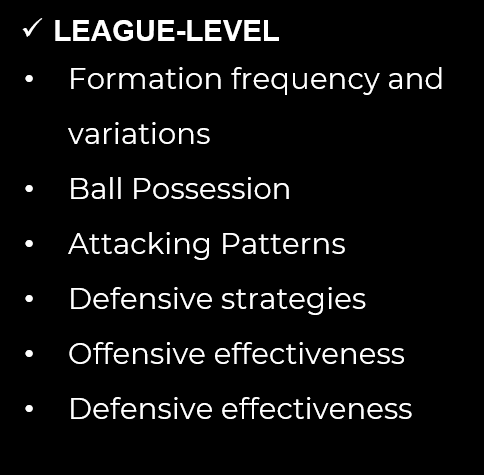 ✓ LEAGUE-LEVEL
• Formation frequency and
variations
• Ball Possession
• Attacking Patterns
• Defensive strategies
• Offensive effectiveness
• Defensive effectiveness